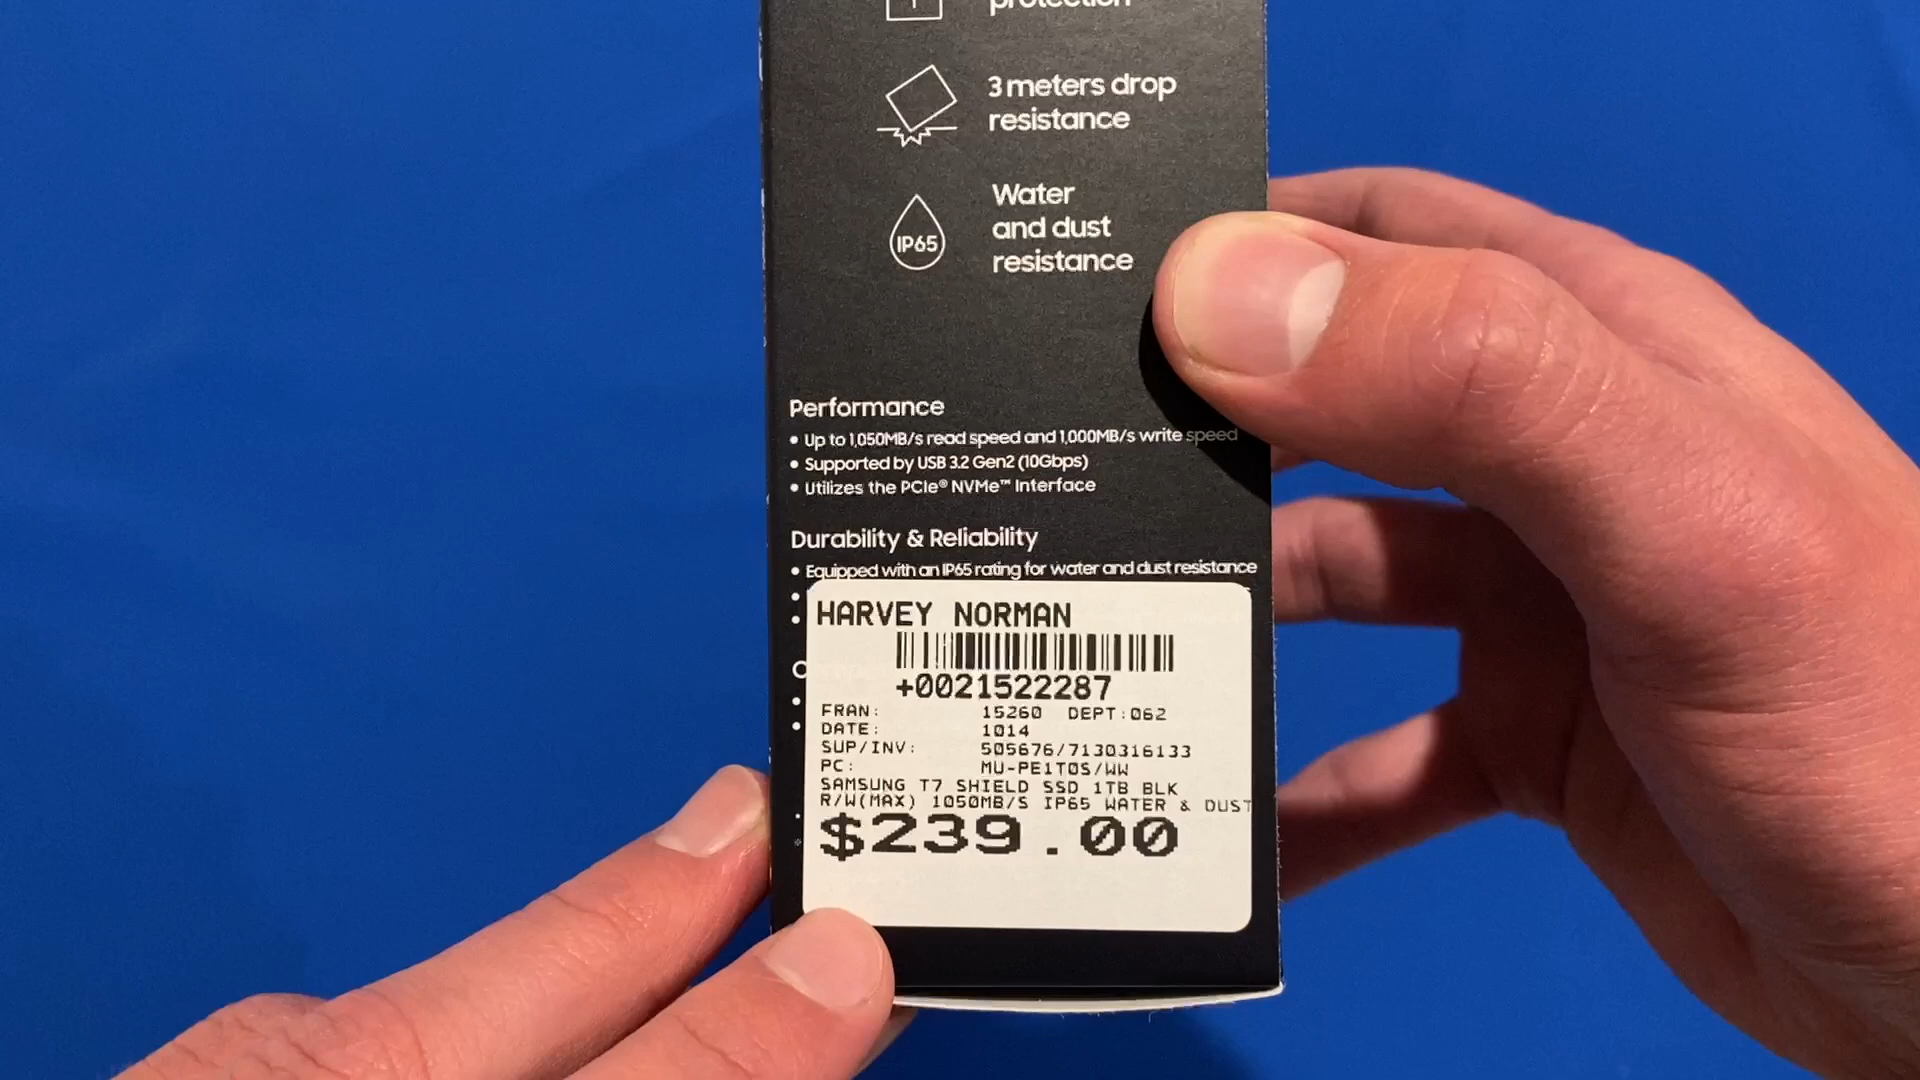 protection
3 meters drop
resistance
IP65
Water
and dust
resistance
Performance
• Up to 1,050MB/s read speed and 1,000MB/s write speed
• Supported by USB 3.2 Gen2 (10Gbps)
• Utilizes the PCIe® NVMe™ Interface
Durability & Reliability
• Equipped with an IP65 rating for water and dust resistance
HARVEY NORMAN
+0021522287
FRAN: 15260 DEPT:062
DATE: 1014
SUP/INV: 505676/7130316133
PC: MU-PE1T0S/WW
SAMSUNG T7 SHIELD SSD 1TB BLK
R/W(MAX) 1050MB/S IP65 WATER & DUST
$239.00